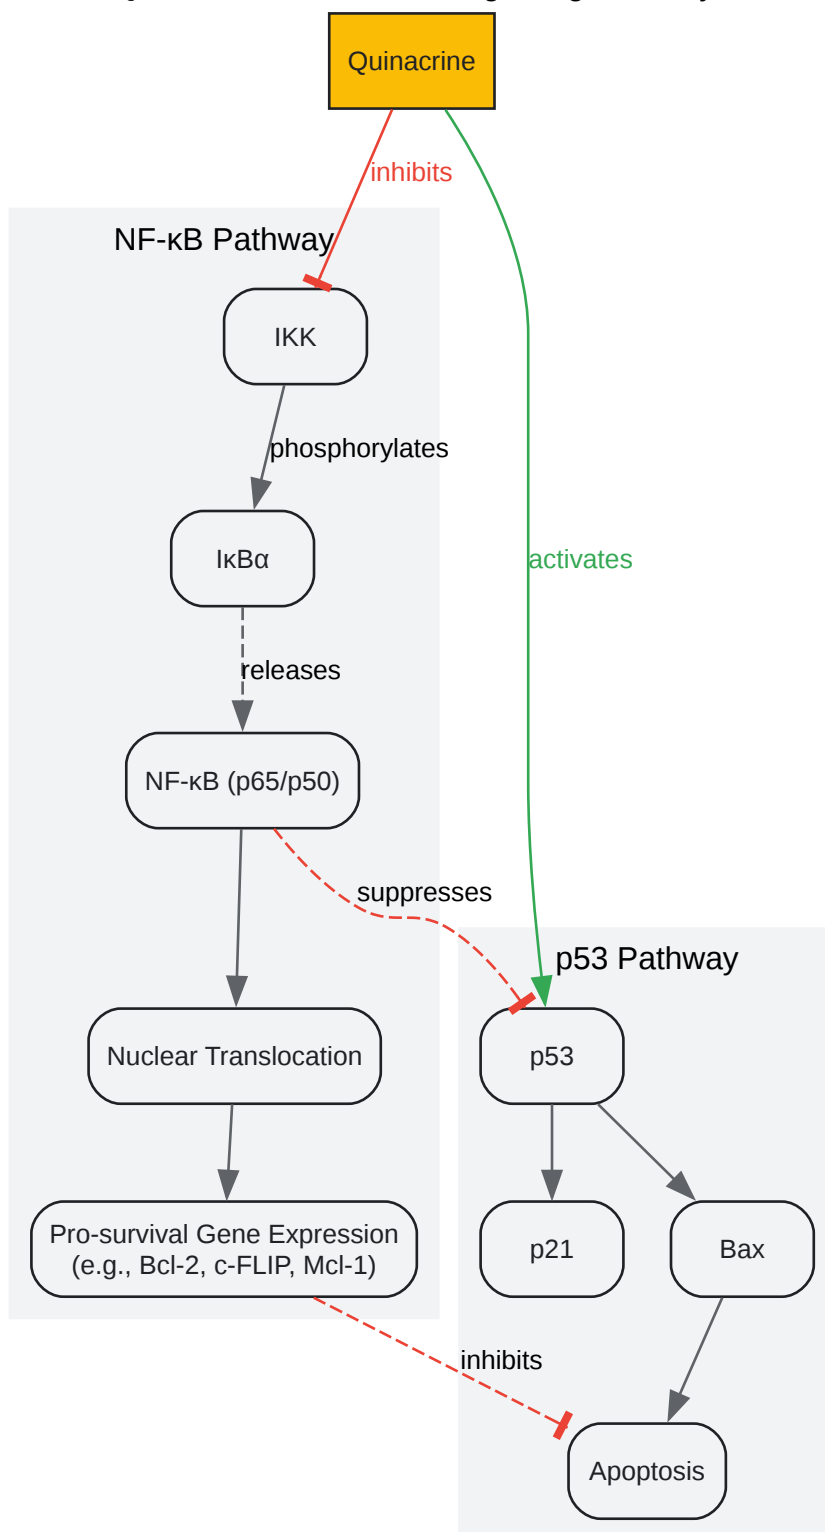 Quinacrine
inhibits
NF-κB Pathway
IKK
phosphorylates
IκBα
activates
releases
NF-κB (p65/p50)
suppresses
p53 Pathway
Nuclear Translocation
p53
Pro-survival Gene Expression
(e.g., Bcl-2, c-FLIP, Mcl-1)
p21
Bax
inhibits
Apoptosis